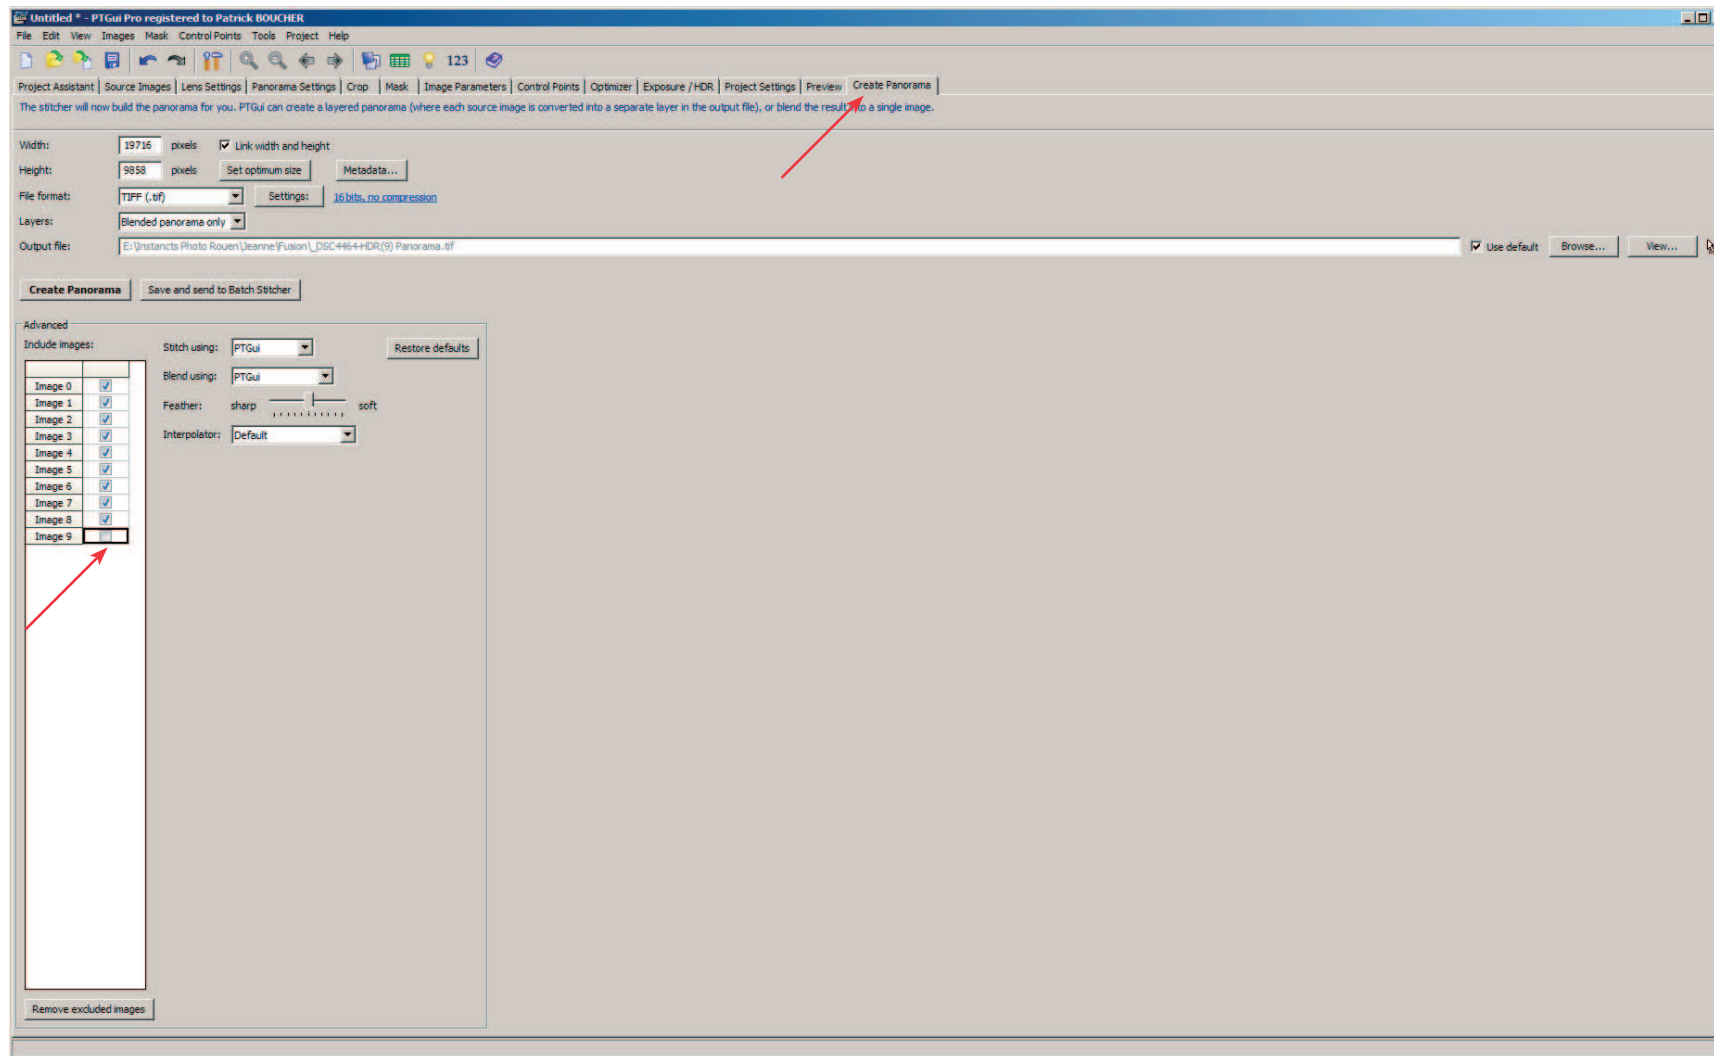 Untitled * - PTGui Pro registered to Patrick BOUCHER
File Edit View Images Mask Control Points Tools Project Help
123
Project Assistant Source Images Lens Settings Panorama Settings Crop Mask Image Parameters Control Points Optimizer Exposure / HDR Project Settings Preview Create Panorama
The stitcher will now build the panorama for you. PTGui can create a layered panorama (where each source image is converted into a separate layer in the output file), or blend the result into a single image.
Width: 19716 pixels Link width and height
Height: 9858 pixels Set optimum size Metadata...
File format: TIFF (.tif) Settings: 16 bits, no compression
Layers: Blended panorama only
Output file: E:\Instancts Photo Rouen\Jeanne\Fusion\_DSC4464-HDR(9) Panorama.tif Use default Browse... View...
Create Panorama Save and send to Batch Stitcher
Advanced
Include images: Stitch using: PTGui Restore defaults
Blend using: PTGui
Image 0
Image 1 Feather: sharp soft
Image 2
Image 3 Interpolator: Default
Image 4
Image 5
Image 6
Image 7
Image 8
Image 9
Remove excluded images